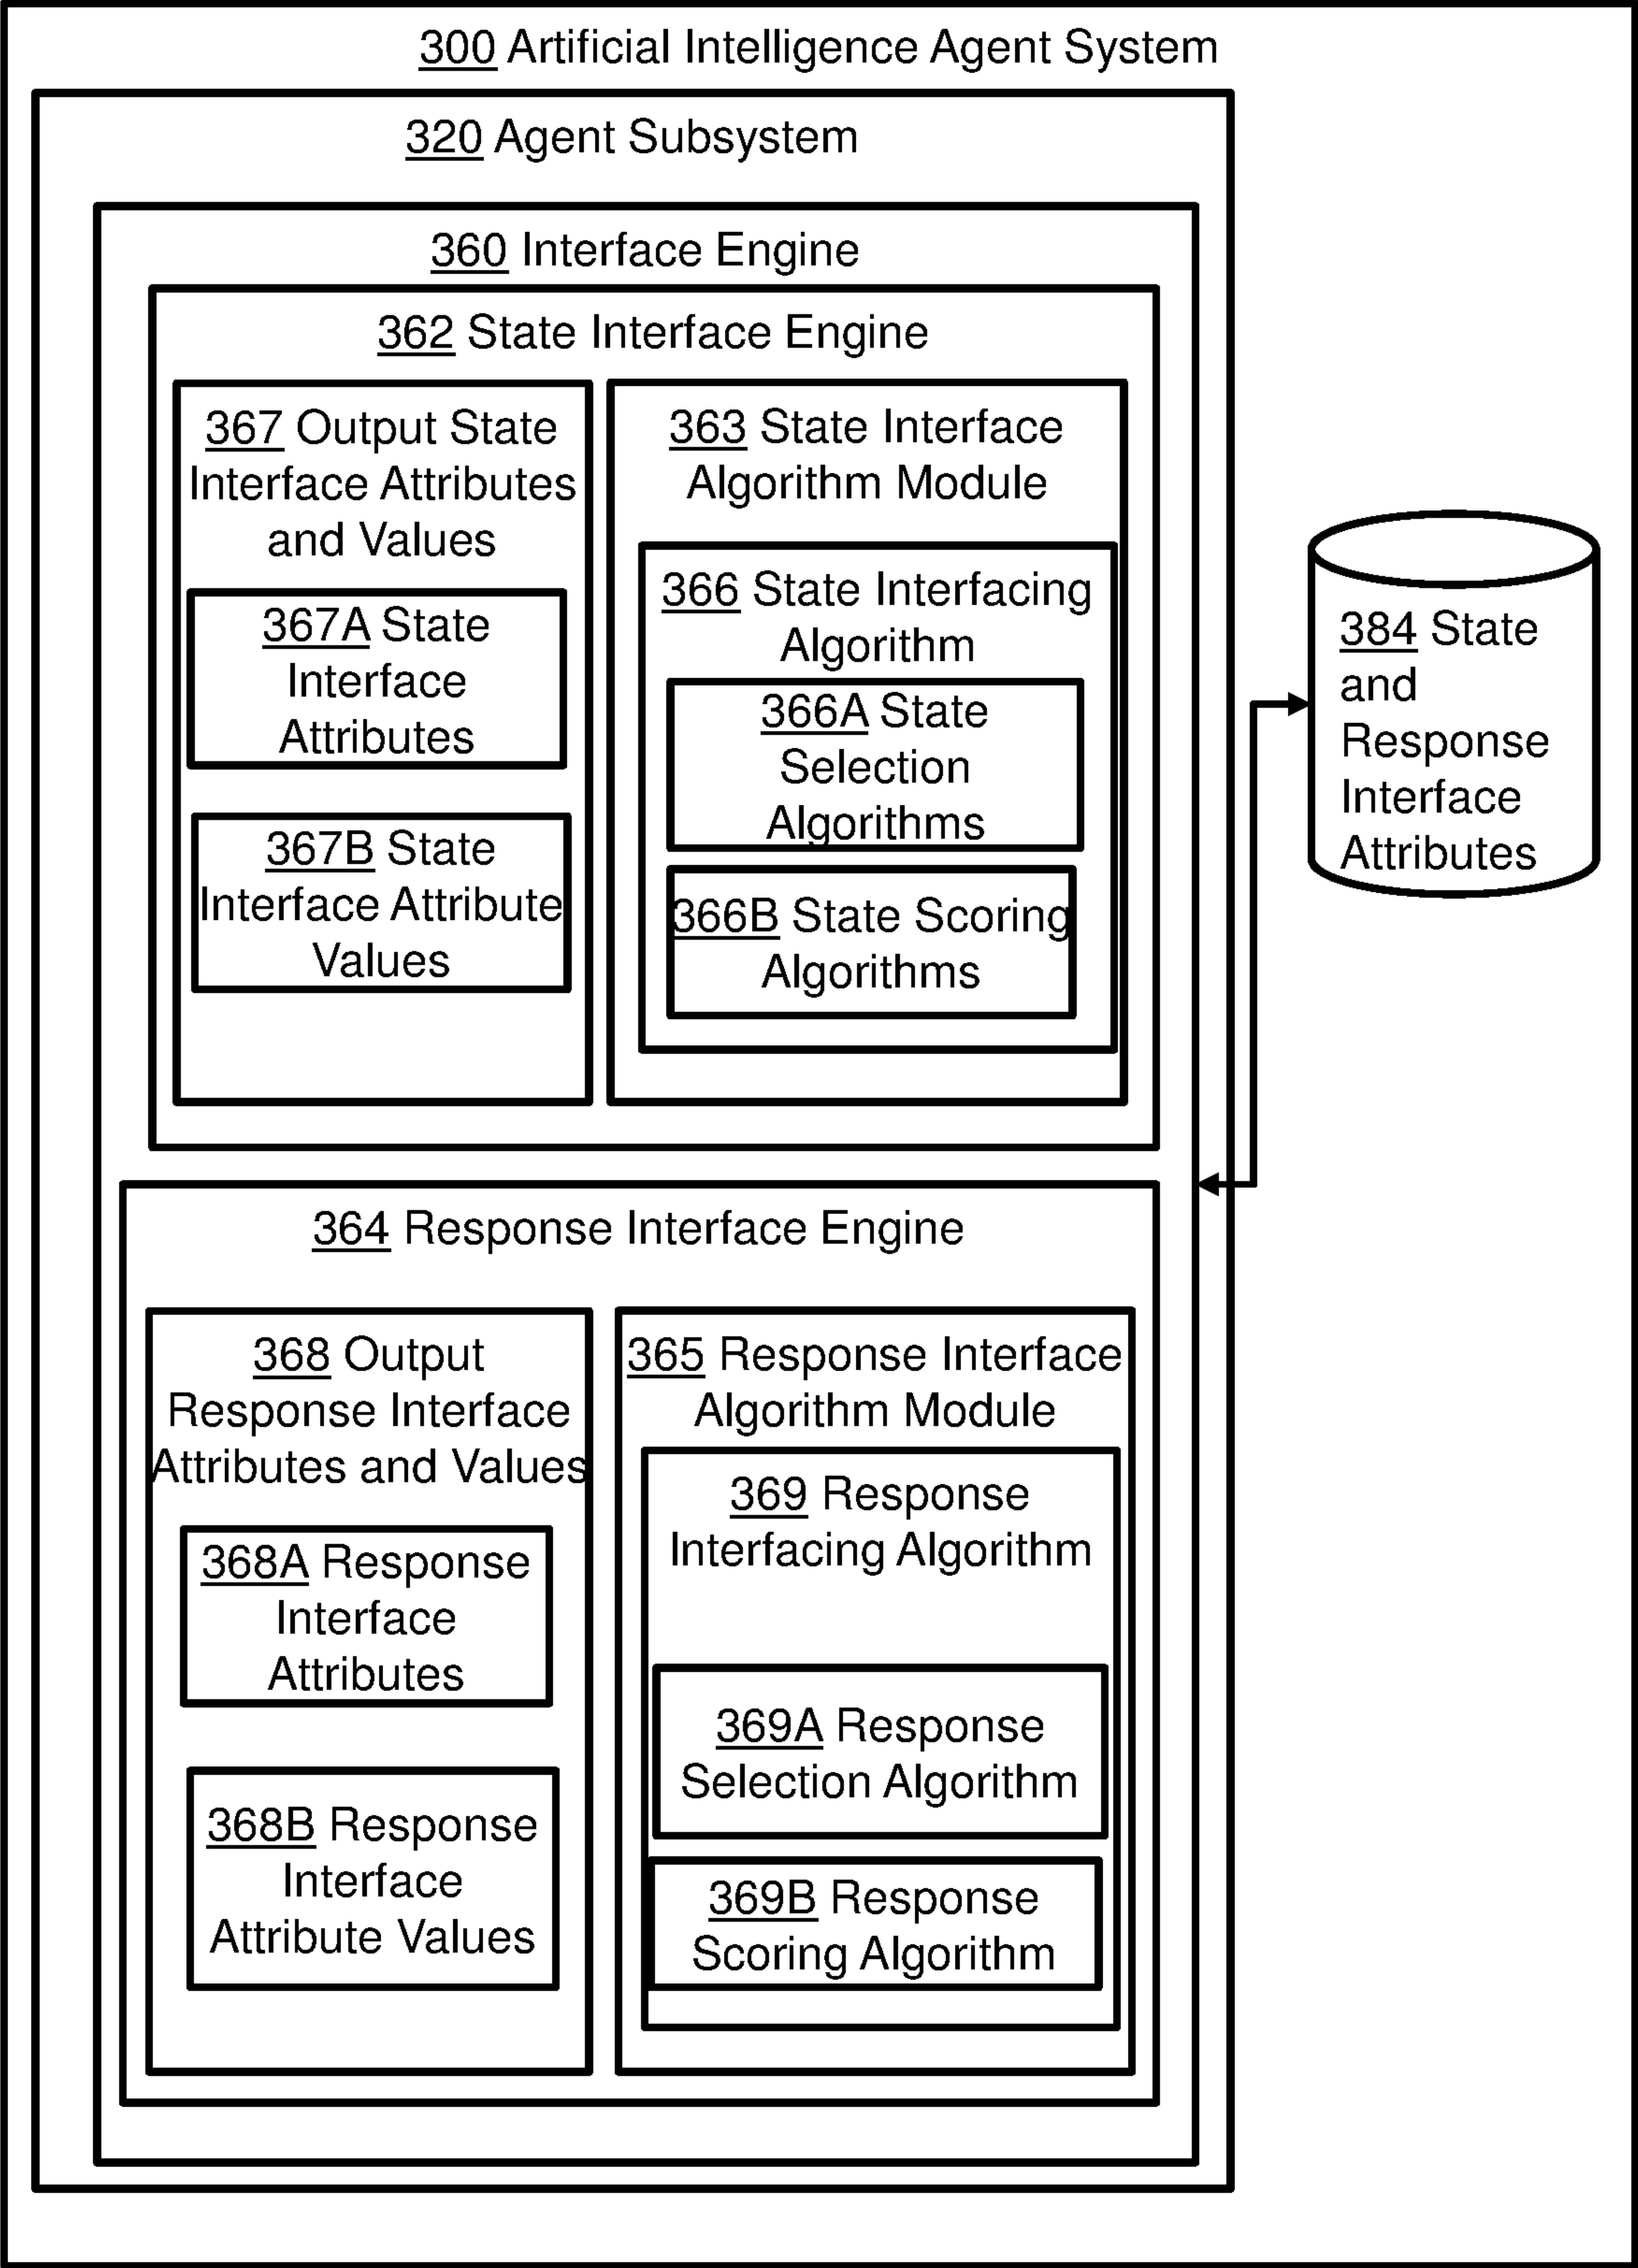 300 Artificial Intelligence Agent System
320 Agent Subsystem
360 Interface Engine
362 State Interface Engine
367 Output State
Interface Attributes
and Values
367A State
Interface
Attributes
367B State
Interface Attribute
Values
363 State Interface
Algorithm Module
366 State Interfacing
Algorithm
366A State
Selection
Algorithms
366B State Scoring
Algorithms
384 State
and
Response
Interface
Attributes
364 Response Interface Engine
368 Output
Response Interface
Attributes and Values
368A Response
Interface
Attributes
368B Response
Interface
Attribute Values
365 Response Interface
Algorithm Module
369 Response
Interfacing Algorithm
369A Response
Selection Algorithm
369B Response
Scoring Algorithm